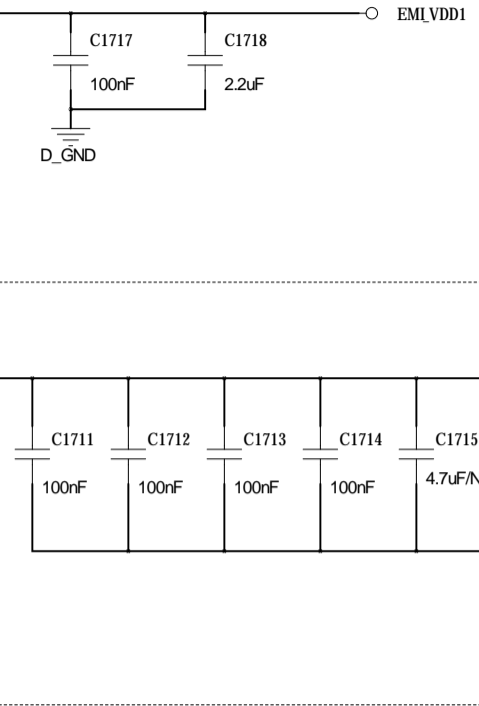 EMI_VDD1
C1717
C1718
100nF
2.2uF
D_GND
C1711
C1712
C1713
C1714
C1715
100nF
100nF
100nF
100nF
4.7uF/N